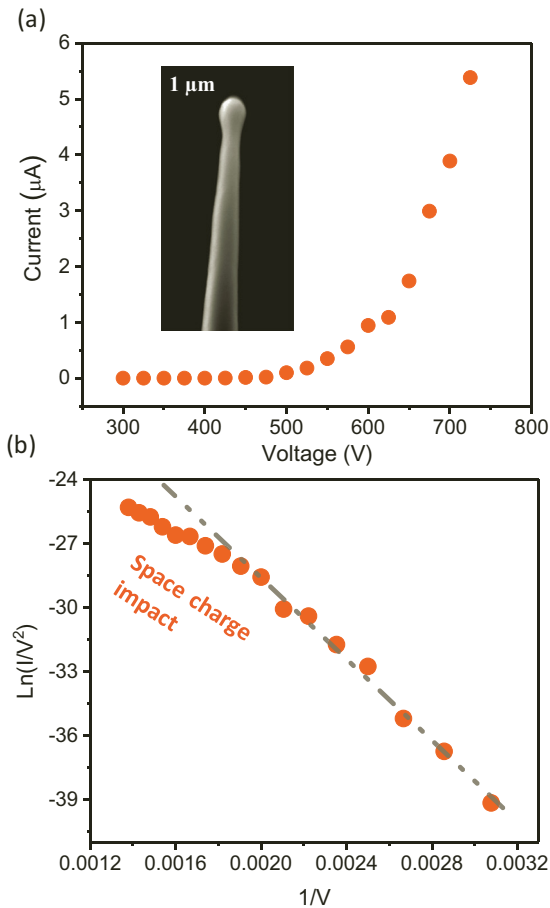 (a)
6
5
4
3
2
1
0
Current (μA)
1 μm
300 400 500 600 700 800
Voltage (V)
(b)
-24
-27
-30
-33
-36
-39
Ln(I/V²)
Space charge
impact
0.0012 0.0016 0.0020 0.0024 0.0028 0.0032
1/V